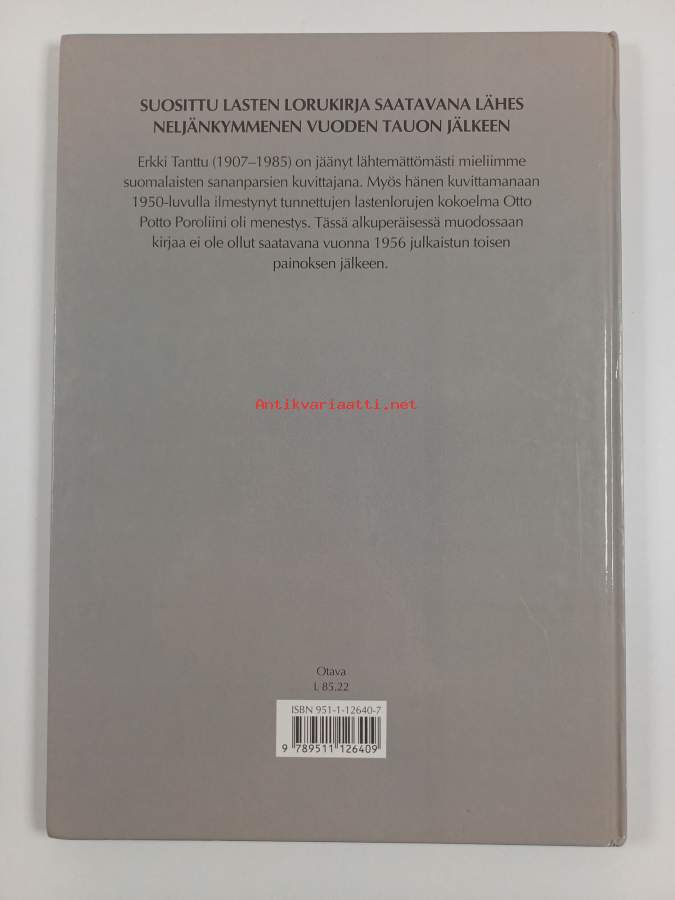 SUOSITTU LASTEN LORUKIRJA SAATAVANA LÄHES
NELJÄNKYMMENEN VUODEN TAUON JÄLKEEN
Erkki Tanttu (1907–1985) on jäänyt lähtemättömästi mieliimme
suomalaisten sananparsien kuvittajana. Myös hänen kuvittamanaan
1950-luvulla ilmestynyt tunnettujen lastenlorujen kokoelma Otto
Potto Poroliini oli menestys. Tässä alkuperäisessä muodossaan
kirjaa ei ole ollut saatavana vuonna 1956 julkaistun toisen
painoksen jälkeen.
Antikvariaatti.net
Otava
l. 85.22
ISBN 951-1-12640-7
9 789511 126409